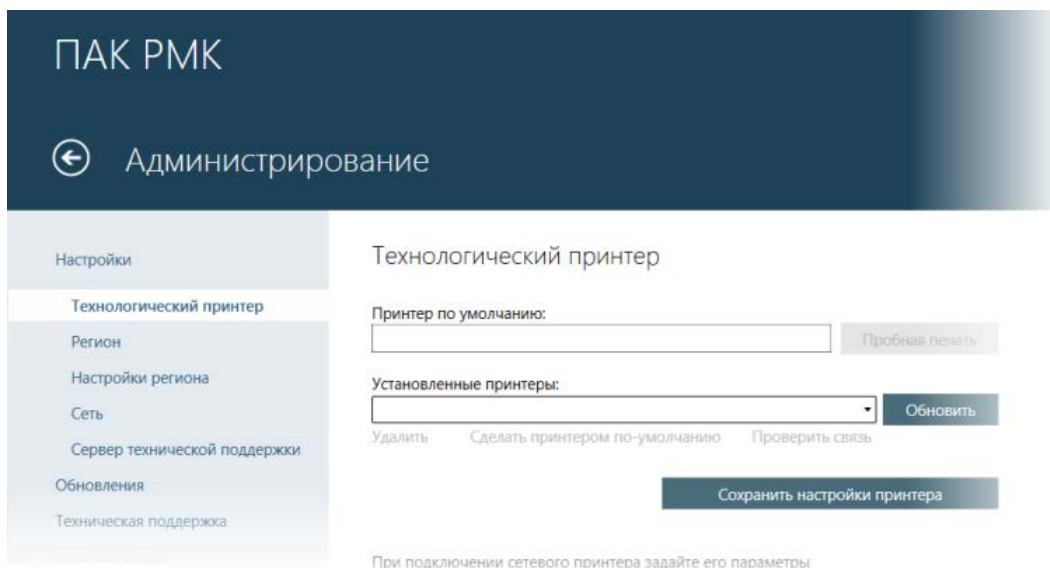 ПАК РМК
Администрирование
Настройки
Технологический принтер
Регион
Настройки региона
Сеть
Сервер технической поддержки
Обновления
Техническая поддержка
Технологический принтер
Принтер по умолчанию:
Пробная печать
Установленные принтеры:
Обновить
Удалить Сделать принтером по-умолчанию Проверить связь
Сохранить настройки принтера
При подключении сетевого принтера задайте его параметры